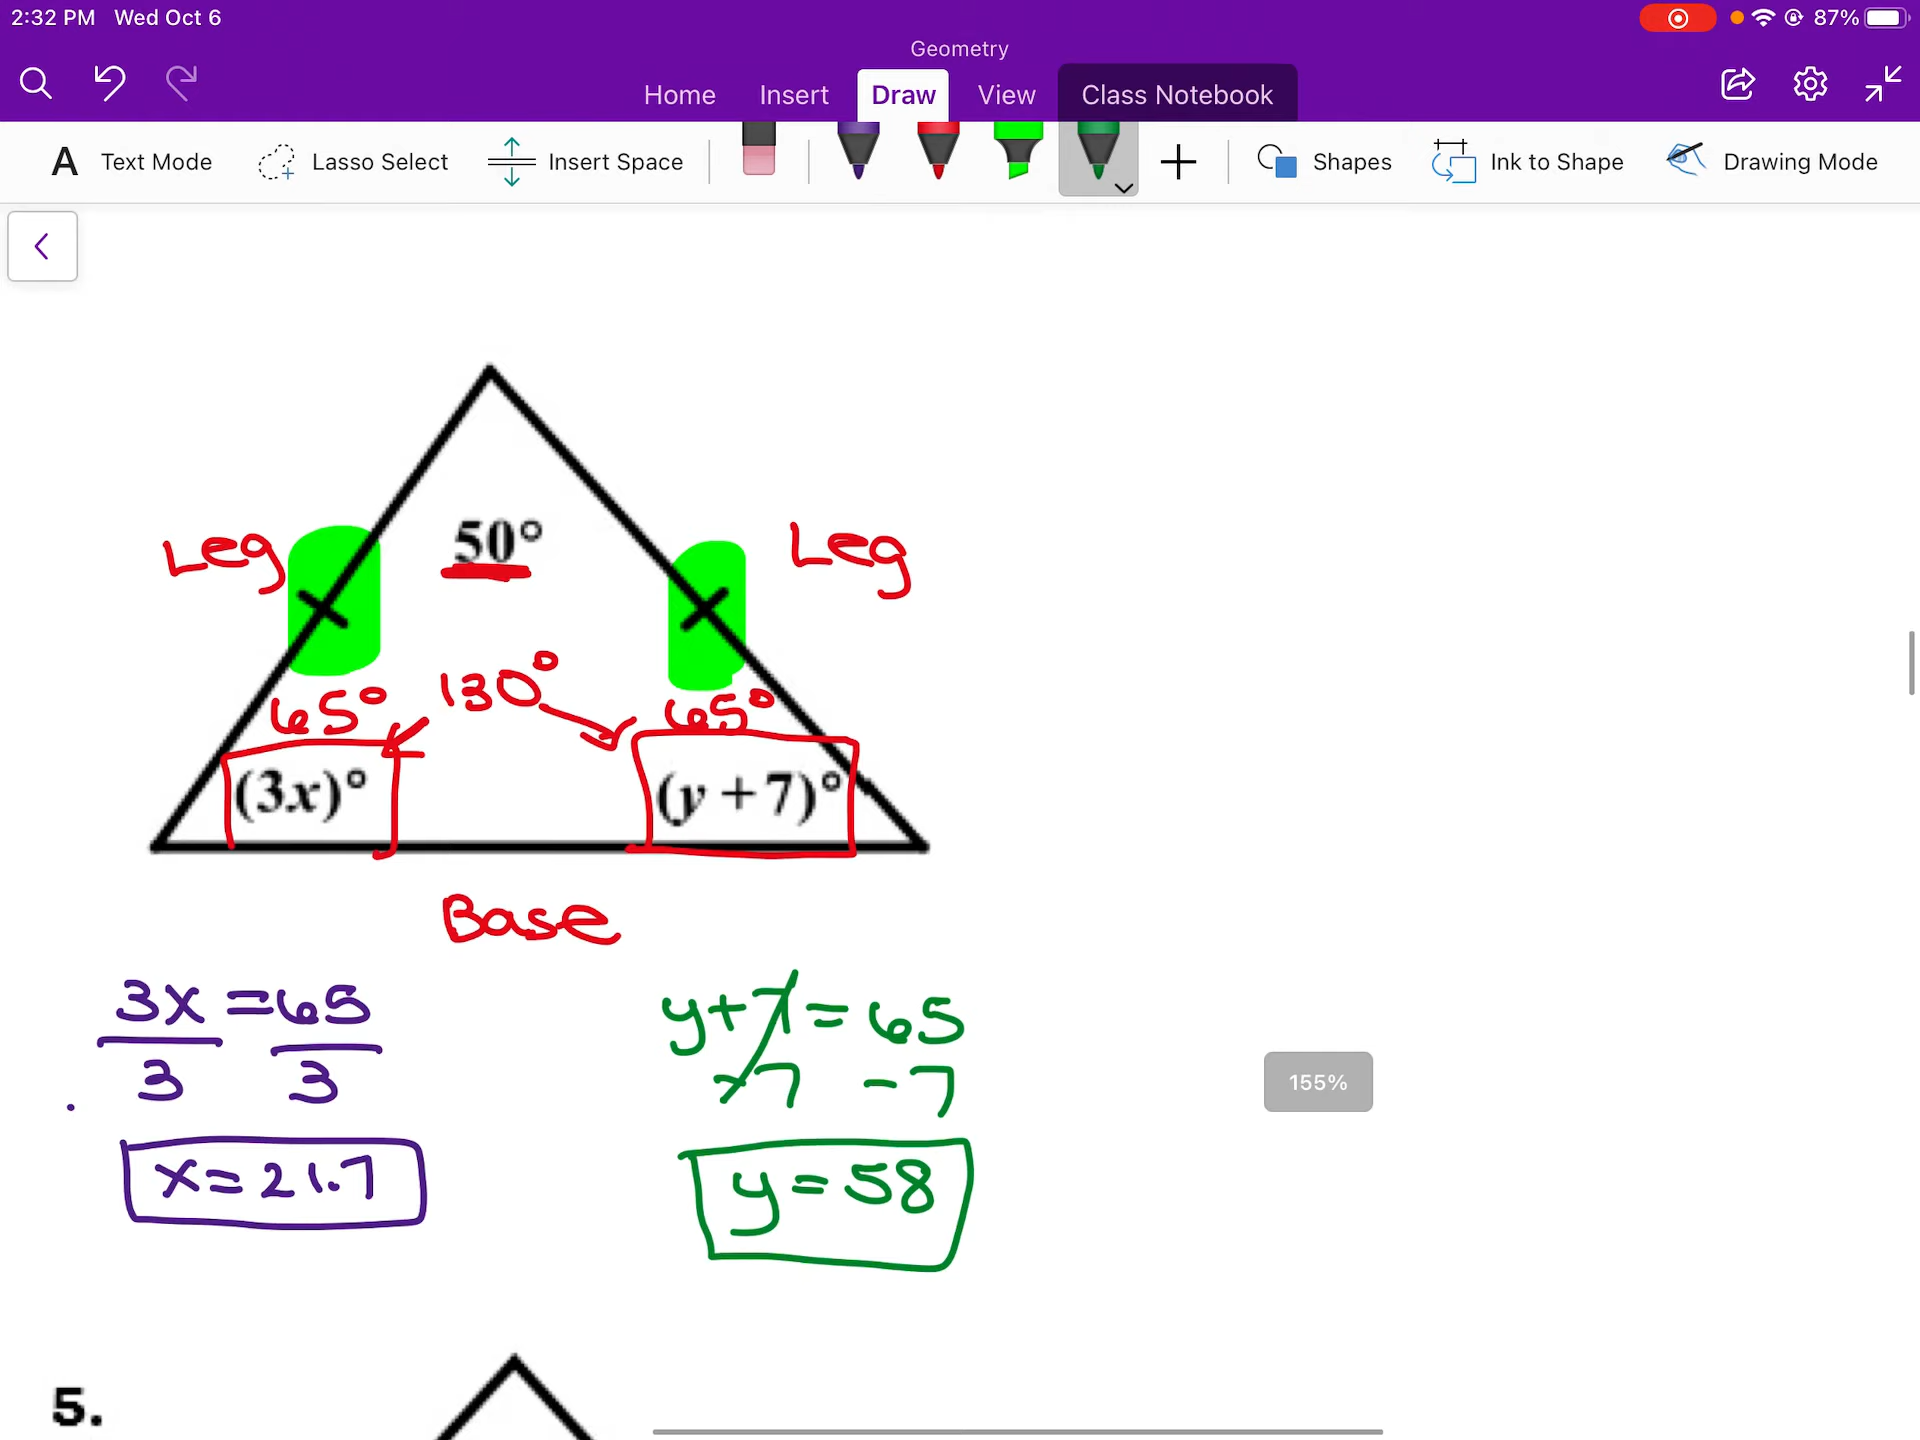 2:32 PM Wed Oct 6
87%
Geometry
Home Insert Draw View Class Notebook
A Text Mode Lasso Select Insert Space Shapes Ink to Shape Drawing Mode
50°
Leg Leg
130°
65° 65°
(3x)° (y + 7)°
Base
3x = 65
3 3
x = 21.7
y + 7 = 65
-7 -7
y = 58
155%
5.